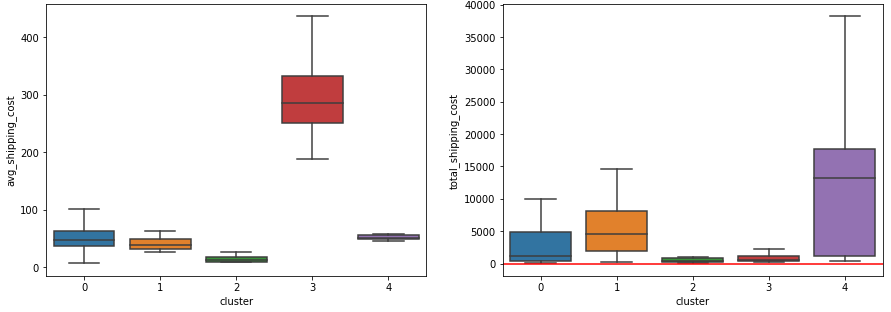 avg_shipping_cost
400
300
200
100
0
0 1 2 3 4
cluster
total_shipping_cost
40000
35000
30000
25000
20000
15000
10000
5000
0
0 1 2 3 4
cluster